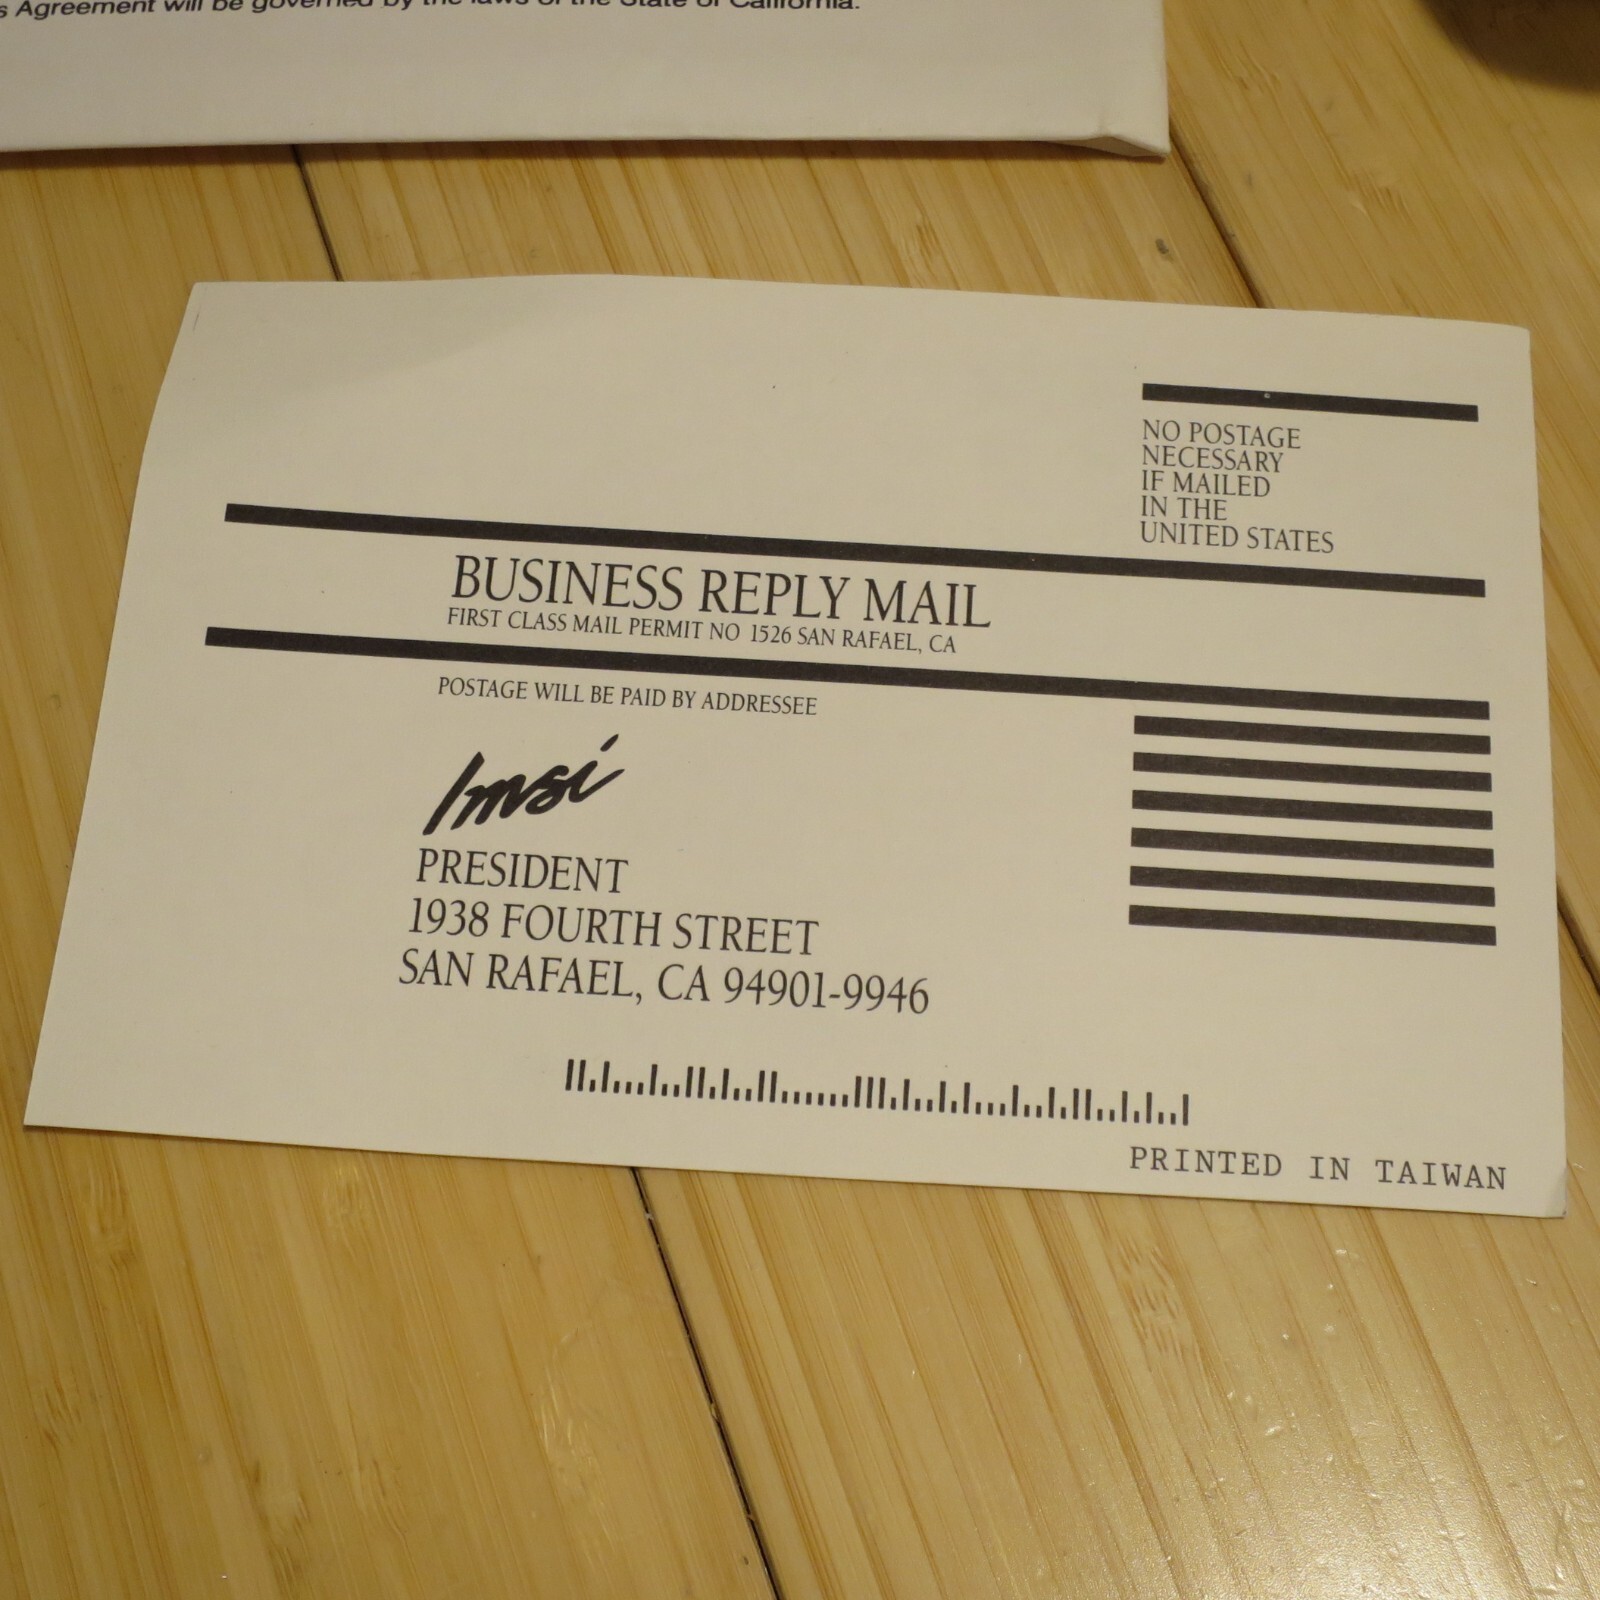 s Agreement will be governed by the laws of the State of California.
NO POSTAGE
NECESSARY
IF MAILED
IN THE
UNITED STATES
BUSINESS REPLY MAIL
FIRST CLASS MAIL PERMIT NO 1526 SAN RAFAEL, CA
POSTAGE WILL BE PAID BY ADDRESSEE
Imsi
PRESIDENT
1938 FOURTH STREET
SAN RAFAEL, CA 94901-9946
PRINTED IN TAIWAN